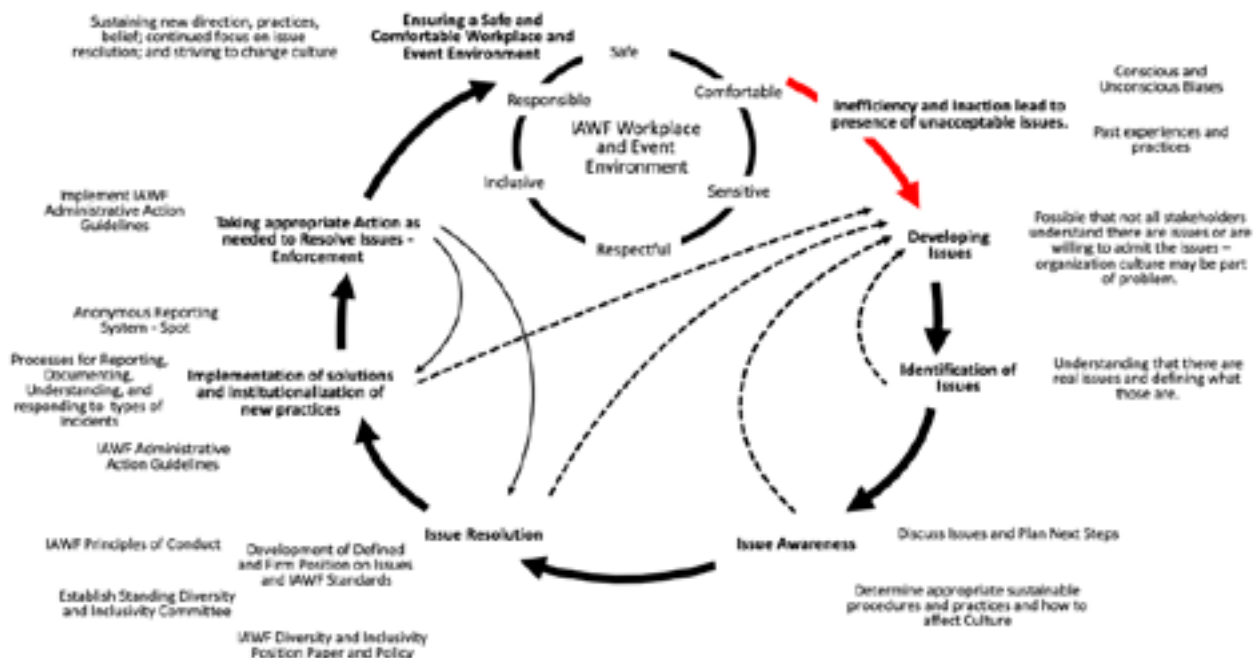 Sustaining new direction, practices,
belief; continued focus on issue
resolution; and striving to change culture
Ensuring a Safe and
Comfortable Workplace and
Event Environment
Safe
Comfortable
Sensitive
Respectful
Inclusive
Responsible
IAWF Workplace
and Event
Environment
Inefficiency and Inaction lead to
presence of unacceptable issues.
Conscious and
Unconscious Biases
Past experiences and
practices
Developing
Issues
Possible that not all stakeholders
understand there are issues or are
willing to admit the issues –
organization culture may be part
of problem.
Identification of
Issues
Understanding that there are
real issues and defining what
those are.
Issue Awareness
Discuss Issues and Plan Next Steps
Determine appropriate sustainable
procedures and practices and how to
affect Culture
Issue Resolution
IAWF Principles of Conduct
Development of Defined
and Firm Position on Issues
and IAWF Standards
Establish Standing Diversity
and Inclusivity Committee
IAWF Diversity and Inclusivity
Position Paper and Policy
Implementation of solutions
and Institutionalization of
new practices
Anonymous Reporting
System - Spot
Processes for Reporting,
Documenting,
Understanding, and
responding to types of
Incidents
IAWF Administrative
Action Guidelines
Taking appropriate Action as
needed to Resolve Issues -
Enforcement
Implement IAWF
Administrative Action
Guidelines